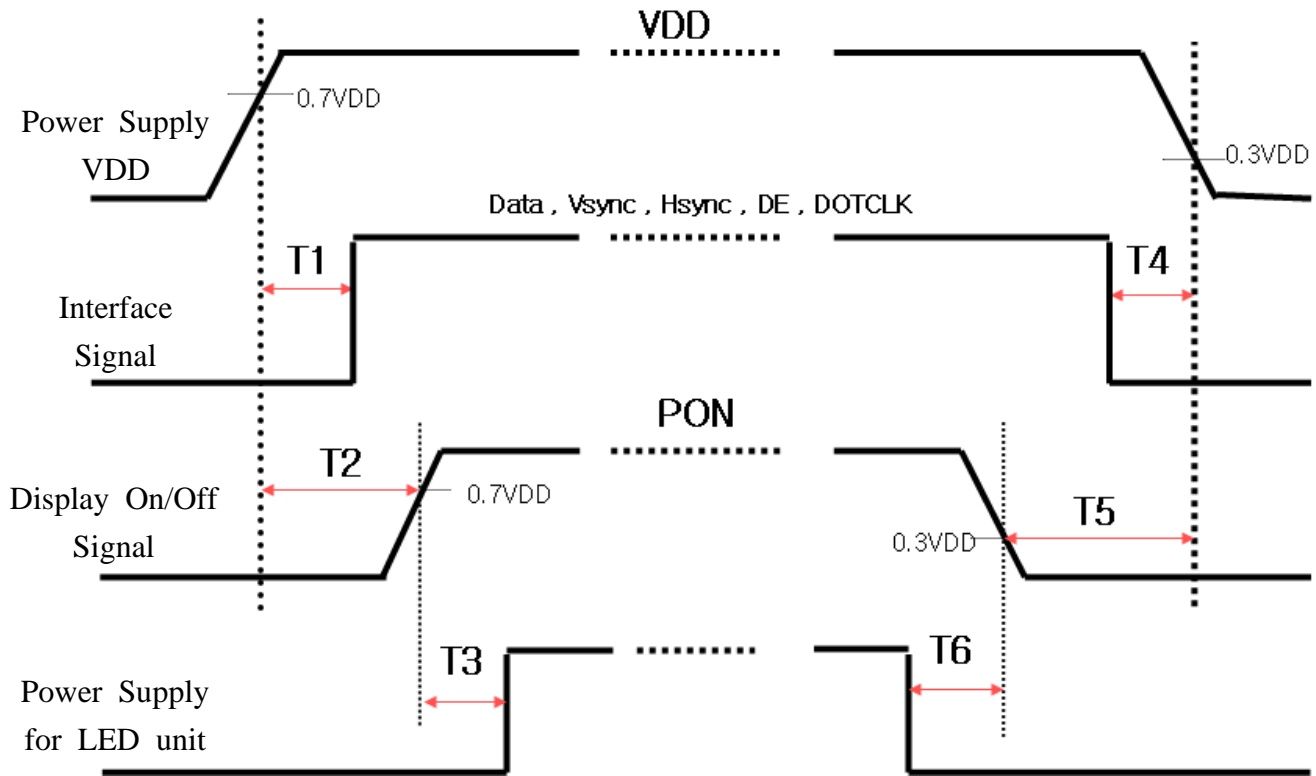 VDD
0.7VDD
Power Supply
VDD
0.3VDD
Data , Vsync , Hsync , DE , DOTCLK
T1
T4
Interface
Signal
PON
T2
0.7VDD
Display On/Off
Signal
0.3VDD
T5
T3
T6
Power Supply
for LED unit